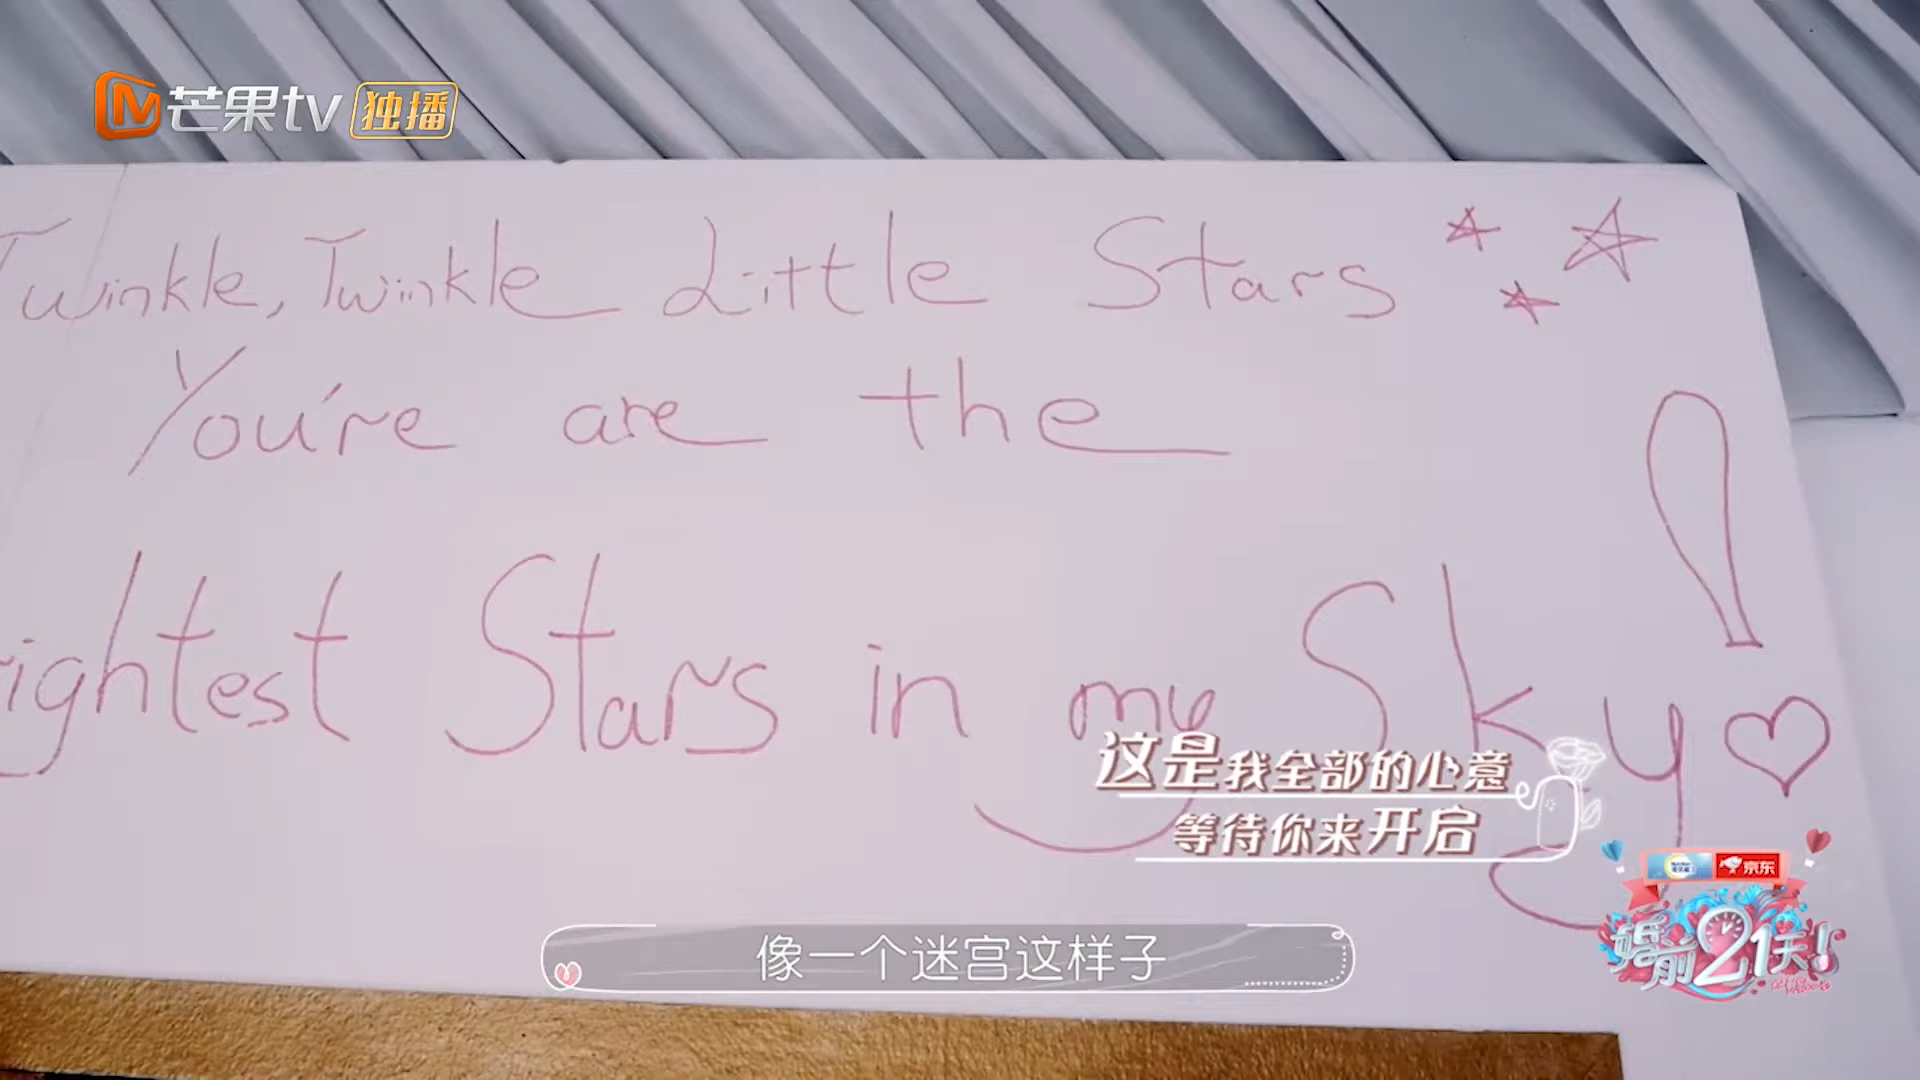 芒果tv 独播
Twinkle, Twinkle Little Stars
You're are the
rightest Stars in my Sky!
这是我全部的心意
等待你来开启
京东
婚前21天!
像一个迷宫这样子